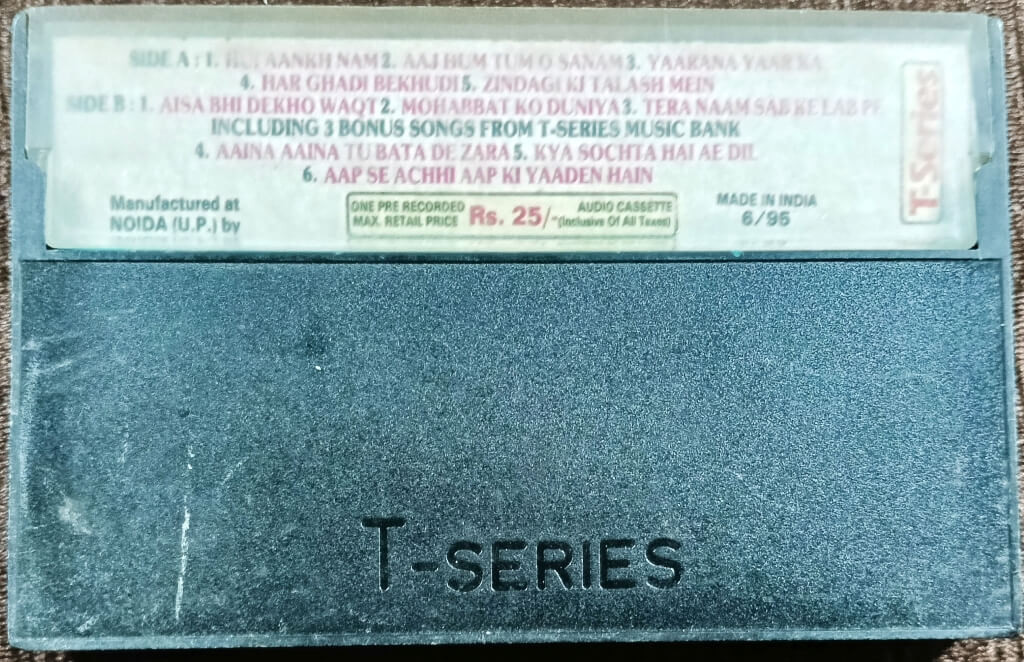 SIDE A : 1. HUI AANKH NAM 2. AAJ HUM TUM O SANAM 3. YAARANA YAAR KA
4. HAR GHADI BEKHUDI 5. ZINDAGI KI TALASH MEIN
SIDE B : 1. AISA BHI DEKHO WAQT 2. MOHABBAT KO DUNIYA 3. TERA NAAM SAB KE LAB PE
INCLUDING 3 BONUS SONGS FROM T-SERIES MUSIC BANK
4. AAINA AAINA TU BATA DE ZARA 5. KYA SOCHTA HAI AE DIL
6. AAP SE ACHHI AAP KI YAADEN HAIN
Manufactured at
NOIDA (U.P.) by
ONE PRE RECORDED AUDIO CASSETTE
MAX. RETAIL PRICE Rs. 25/- (Inclusive Of All Taxes)
MADE IN INDIA
6/95
T-Series
T-SERIES